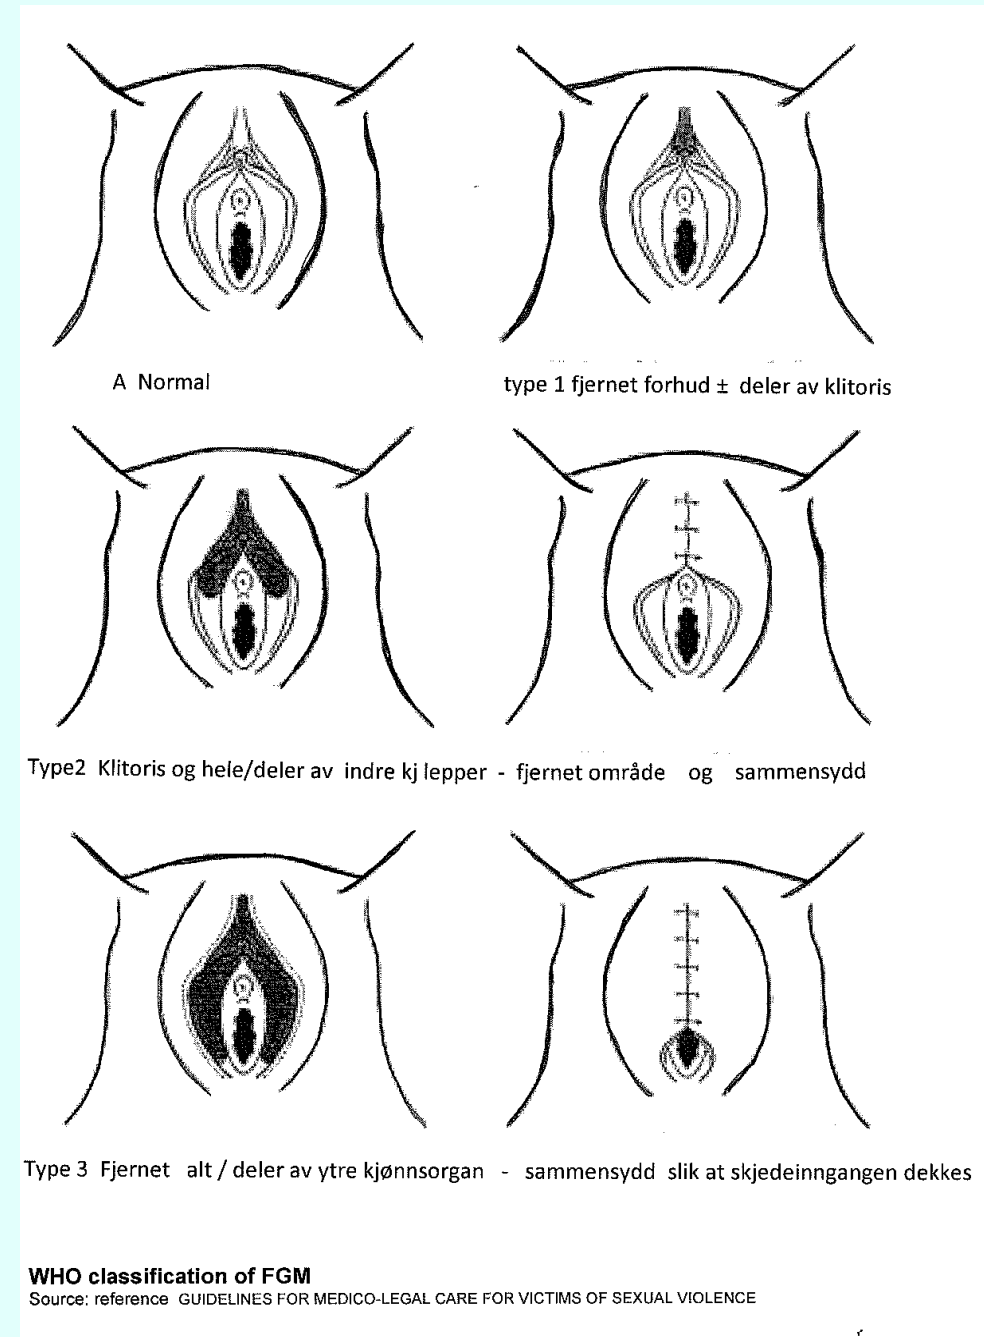 A Normal
type 1 fjernet forhud ± deler av klitoris
Type2 Klitoris og hele/deler av indre kj lepper - fjernet område og sammensydd
Type 3 Fjernet alt / deler av ytre kjønnsorgan - sammensydd slik at skjedeinngangen dekkes
WHO classification of FGM
Source: reference GUIDELINES FOR MEDICO-LEGAL CARE FOR VICTIMS OF SEXUAL VIOLENCE